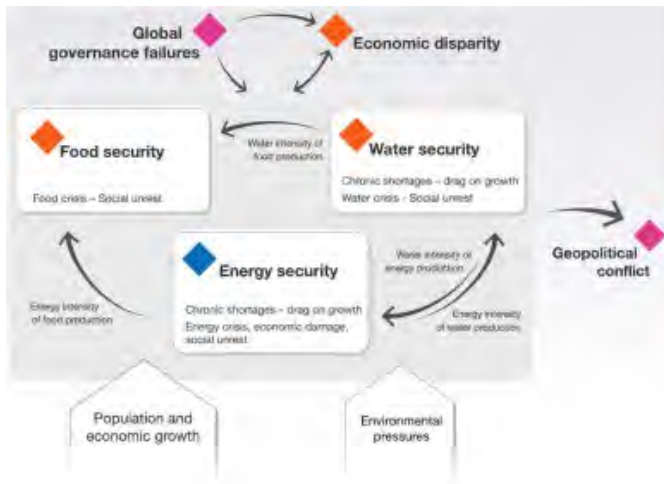 Global
governance failures
Economic disparity
Food security
Food crisis – Social unrest
Water intensity of
food production
Water security
Chronic shortages – drag on growth
Water crisis - Social unrest
Geopolitical
conflict
Energy security
Chronic shortages – drag on growth
Energy crisis, economic damage,
social unrest
Water intensity of
energy production
Energy intensity
of food production
Energy intensity
of water production
Population and
economic growth
Environmental
pressures